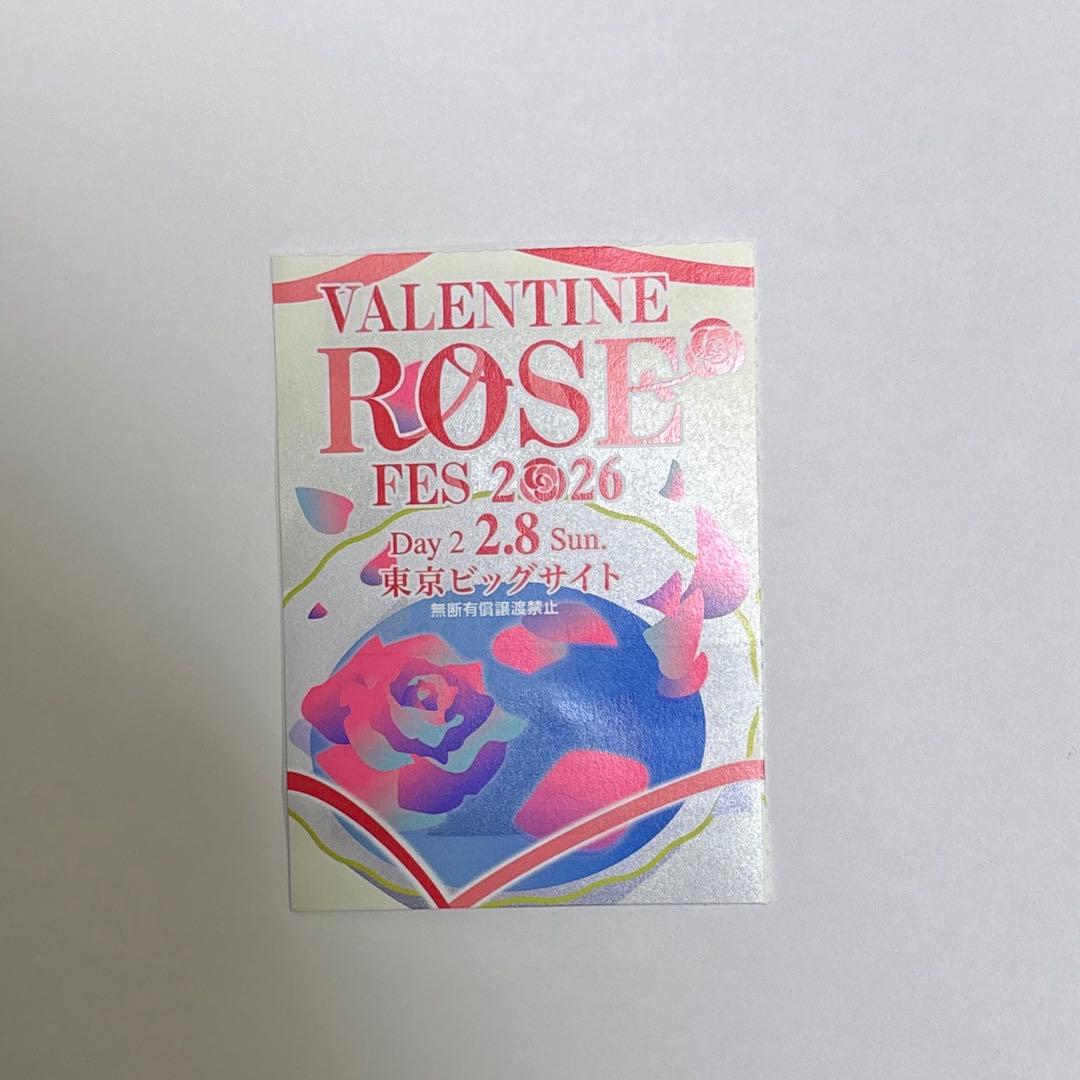 VALENTINE
ROSE
FES 2026
Day 2 2.8 Sun.
東京ビッグサイト
無断有償譲渡禁止